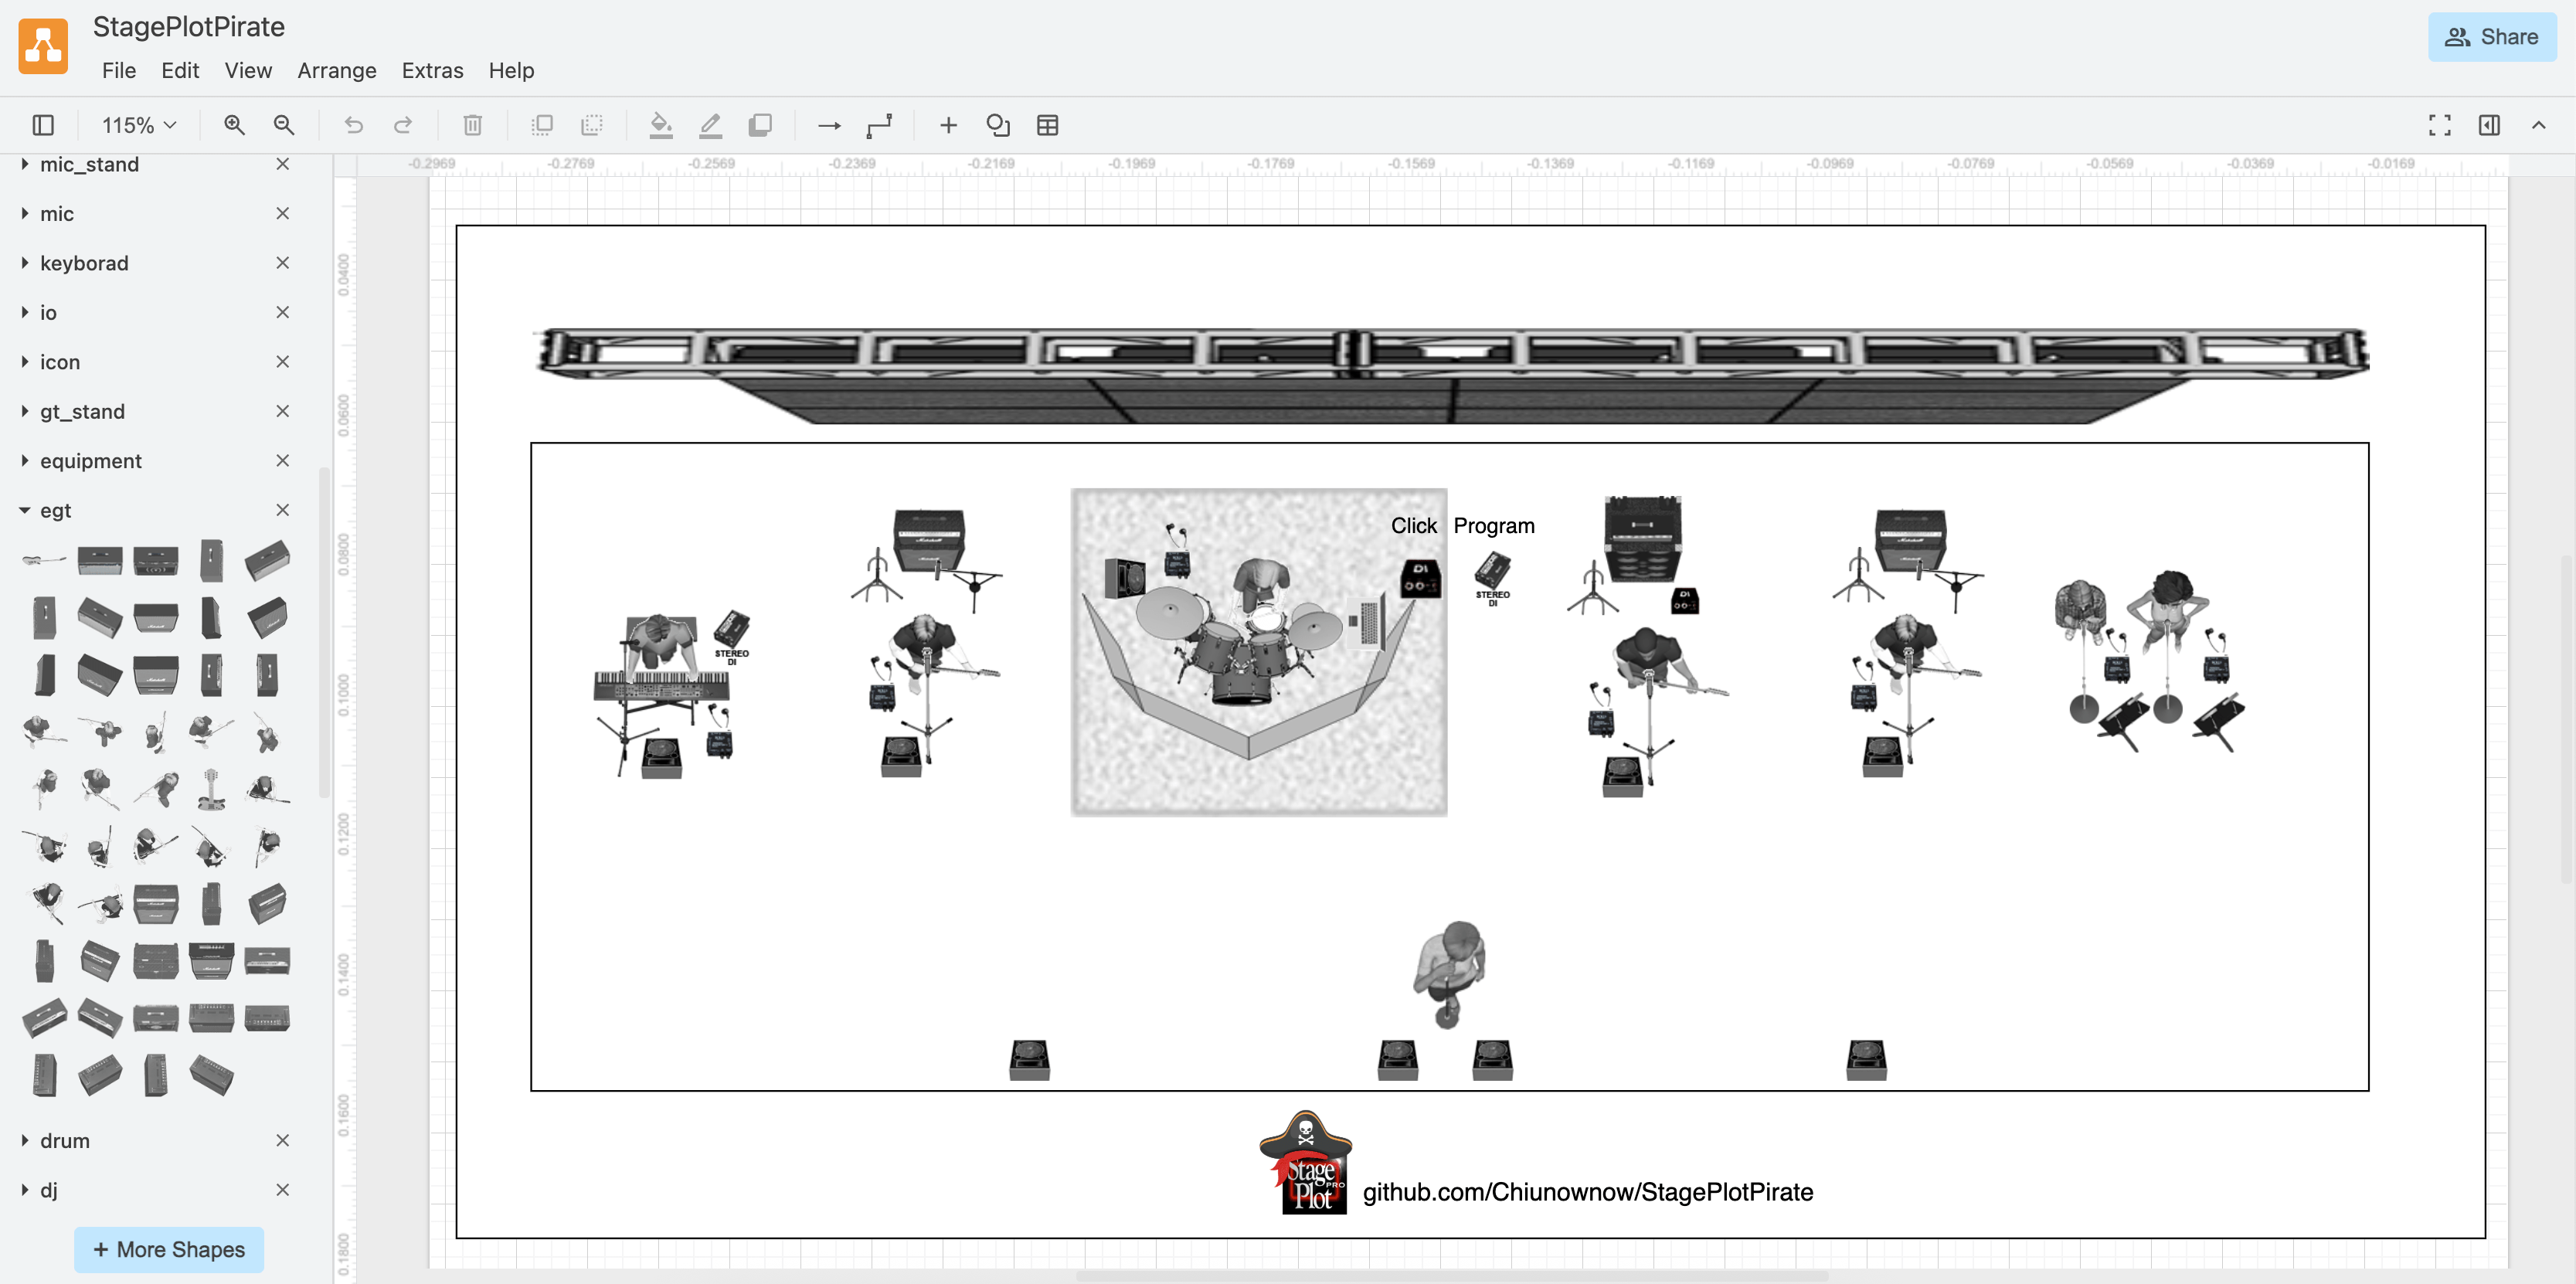 StagePlotPirate
File Edit View Arrange Extras Help
Share
115%
-0.2969 -0.2769 -0.2569 -0.2369 -0.2169 -0.1969 -0.1769 -0.1569 -0.1369 -0.1169 -0.0969 -0.0769 -0.0569 -0.0369 -0.0169
mic_stand
mic
keyborad
io
icon
gt_stand
equipment
egt
drum
dj
+ More Shapes
0.0400
0.0600
0.0800
0.1000
0.1200
0.1400
0.1600
0.1800
Click Program
DI
STEREO
DI
DI
STEREO
DI
Stage
PRO
Plot
github.com/Chiunownow/StagePlotPirate